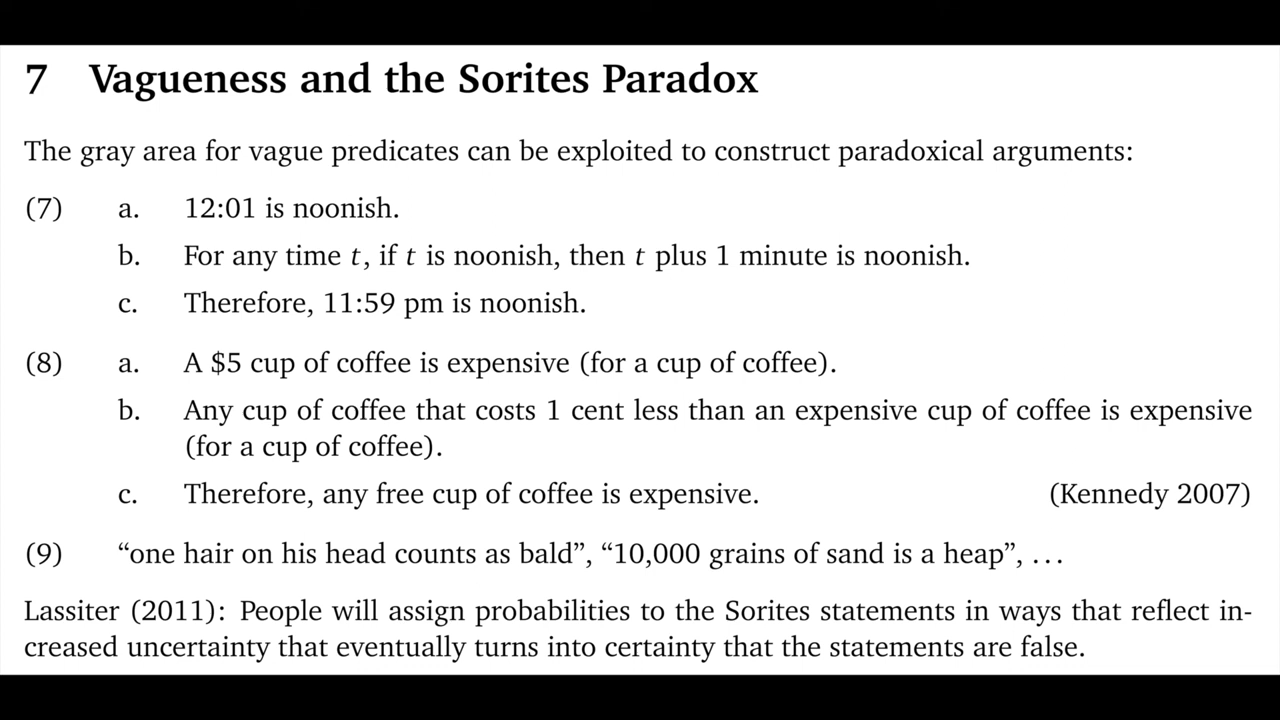 7 Vagueness and the Sorites Paradox
The gray area for vague predicates can be exploited to construct paradoxical arguments:
(7) a. 12:01 is noonish.
b. For any time t, if t is noonish, then t plus 1 minute is noonish.
c. Therefore, 11:59 pm is noonish.
(8) a. A $5 cup of coffee is expensive (for a cup of coffee).
b. Any cup of coffee that costs 1 cent less than an expensive cup of coffee is expensive
(for a cup of coffee).
c. Therefore, any free cup of coffee is expensive. (Kennedy 2007)
(9) “one hair on his head counts as bald”, “10,000 grains of sand is a heap”, . . .
Lassiter (2011): People will assign probabilities to the Sorites statements in ways that reflect in-
creased uncertainty that eventually turns into certainty that the statements are false.